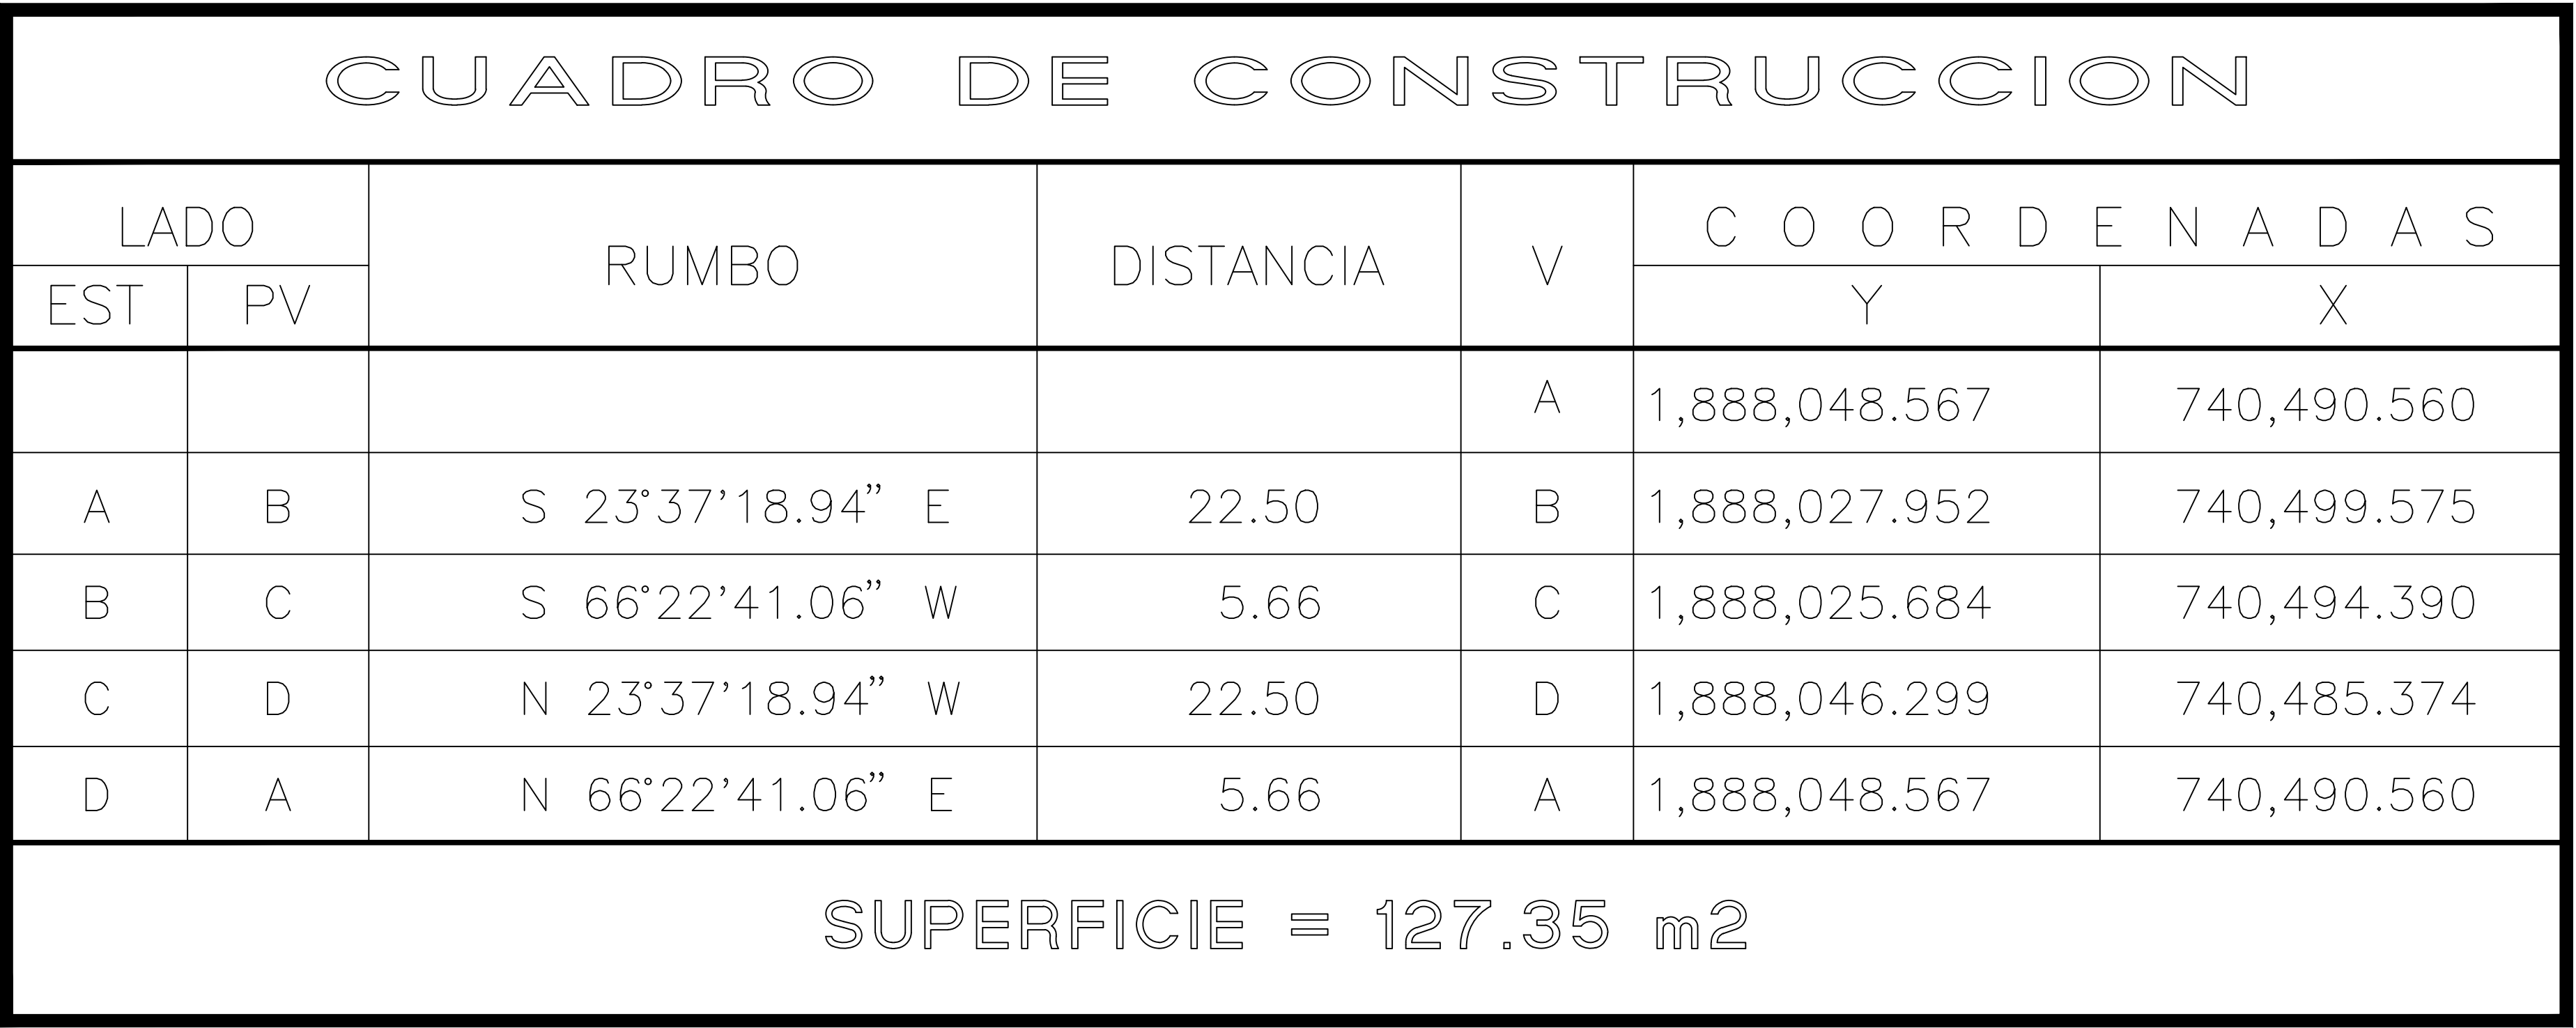 CUADRO DE CONSTRUCCION
LADO RUMBO DISTANCIA V COORDENADAS
EST PV Y X
A 1,888,048.567 740,490.560
A B S 23°37'18.94” E 22.50 B 1,888,027.952 740,499.575
B C S 66°22'41.06” W 5.66 C 1,888,025.684 740,494.390
C D N 23°37'18.94” W 22.50 D 1,888,046.299 740,485.374
D A N 66°22'41.06” E 5.66 A 1,888,048.567 740,490.560
SUPERFICIE = 127.35 m2